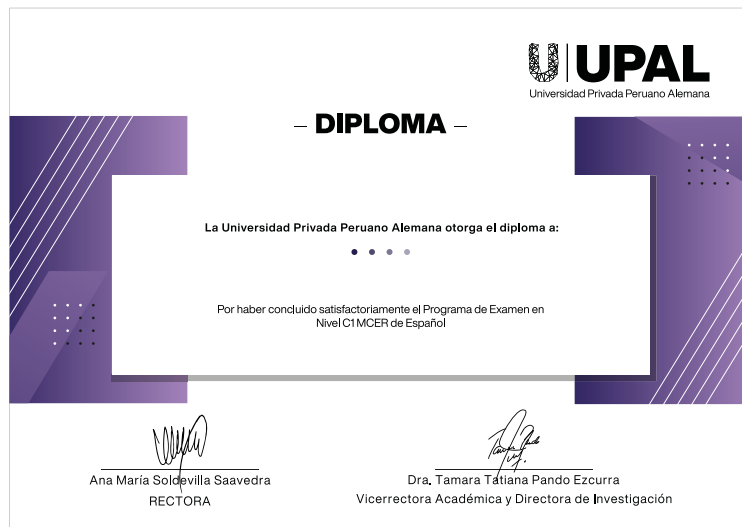 UPAL
Universidad Privada Peruano Alemana
– DIPLOMA –
La Universidad Privada Peruano Alemana otorga el diploma a:
Por haber concluido satisfactoriamente el Programa de Examen en
Nivel C1 MCER de Español
Ana María Soldevilla Saavedra
RECTORA
Dra. Tamara Tatiana Pando Ezcurra
Vicerrectora Académica y Directora de Investigación